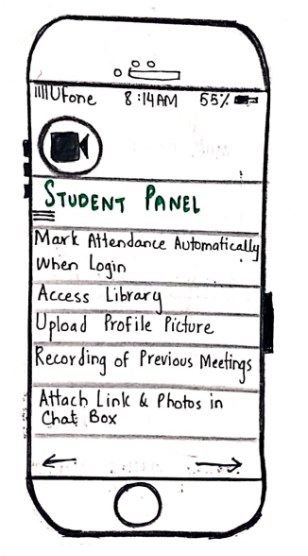 Ufone 8:14AM 55%
STUDENT PANEL
Mark Attendance Automatically
When Login
Access Library
Upload Profile Picture
Recording of Previous Meetings
Attach Link & Photos in
Chat Box